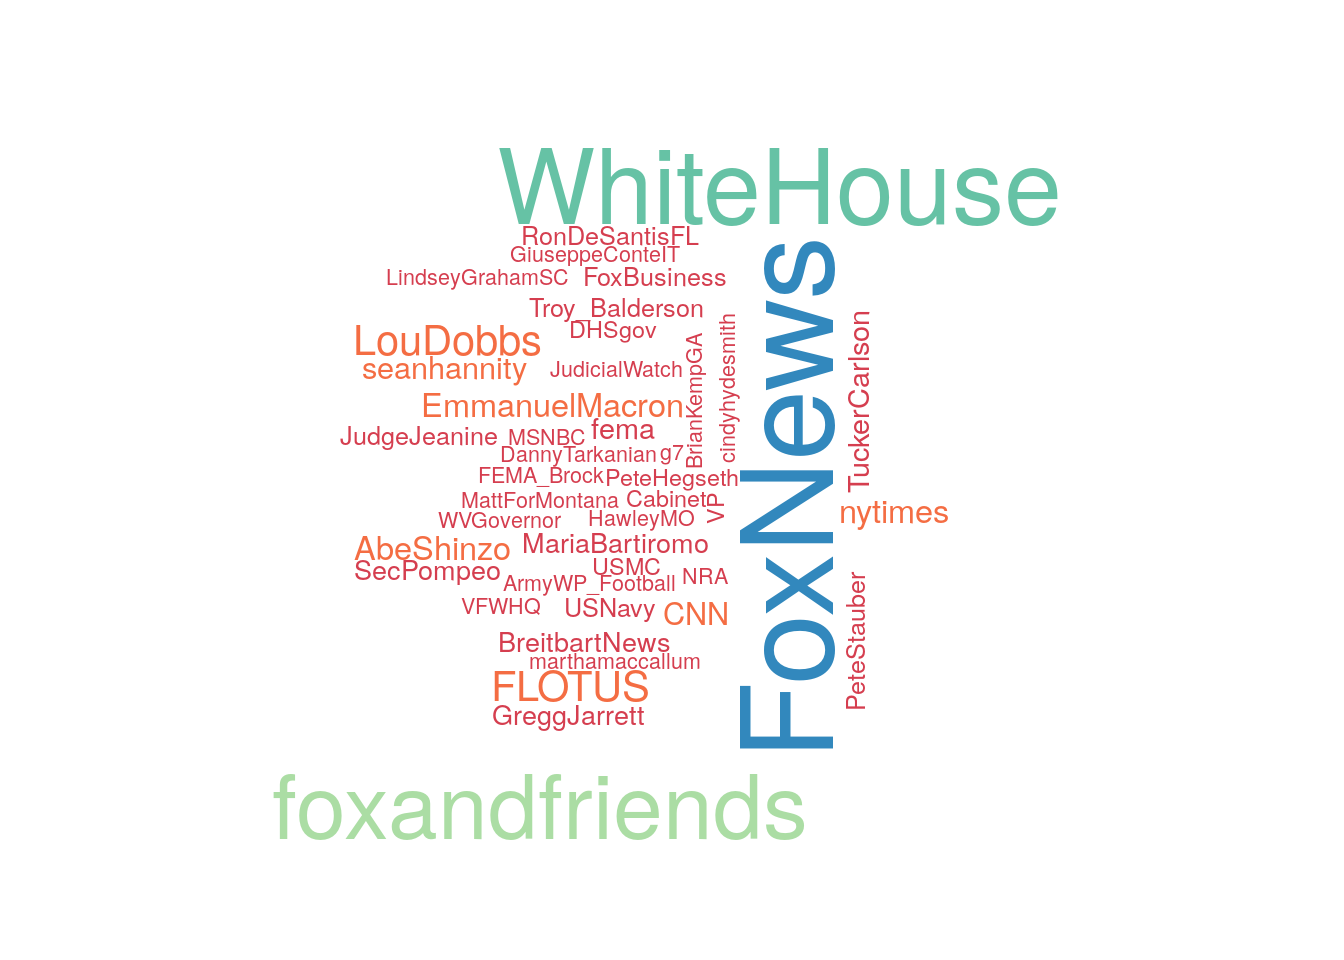 WhiteHouse
RonDeSantisFL
GiuseppeConteIT
LindseyGrahamSC
FoxBusiness
Troy_Balderson
DHSgov
LouDobbs
seanhannity
JudicialWatch
BrianKempGA
cindyhydesmith
FoxNews
TuckerCarlson
EmmanuelMacron
fema
JudgeJeanine
MSNBC
DannyTarkanian
g7
FEMA_Brock
PeteHegseth
MattForMontana
Cabinet
VP
nytimes
WVGovernor
HawleyMO
AbeShinzo
MariaBartiromo
SecPompeo
USMC
ArmyWP_Football
NRA
VFWHQ
USNavy
CNN
PeteStauber
BreitbartNews
marthamaccallum
FLOTUS
GreggJarrett
foxandfriends